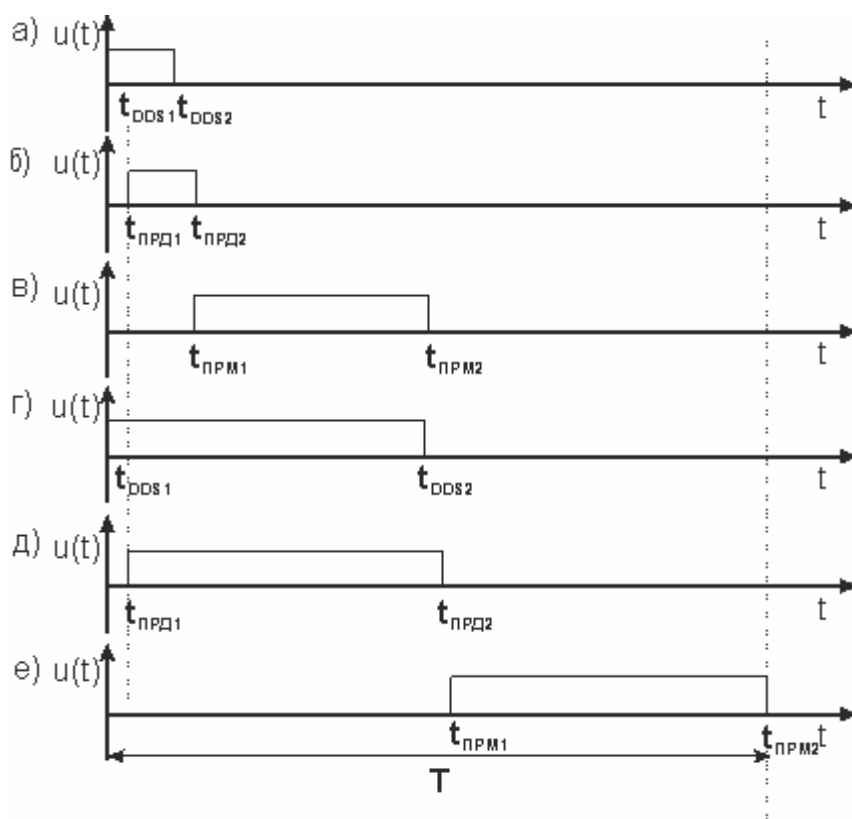 а) u(t)
t
tDDS1 tDDS2
б) u(t)
t
tПРД1 tПРД2
в) u(t)
t
tПРМ1 tПРМ2
г) u(t)
t
tDDS1 tDDS2
д) u(t)
t
tПРД1 tПРД2
е) u(t)
tПРМ1 tПРМ2 t
T